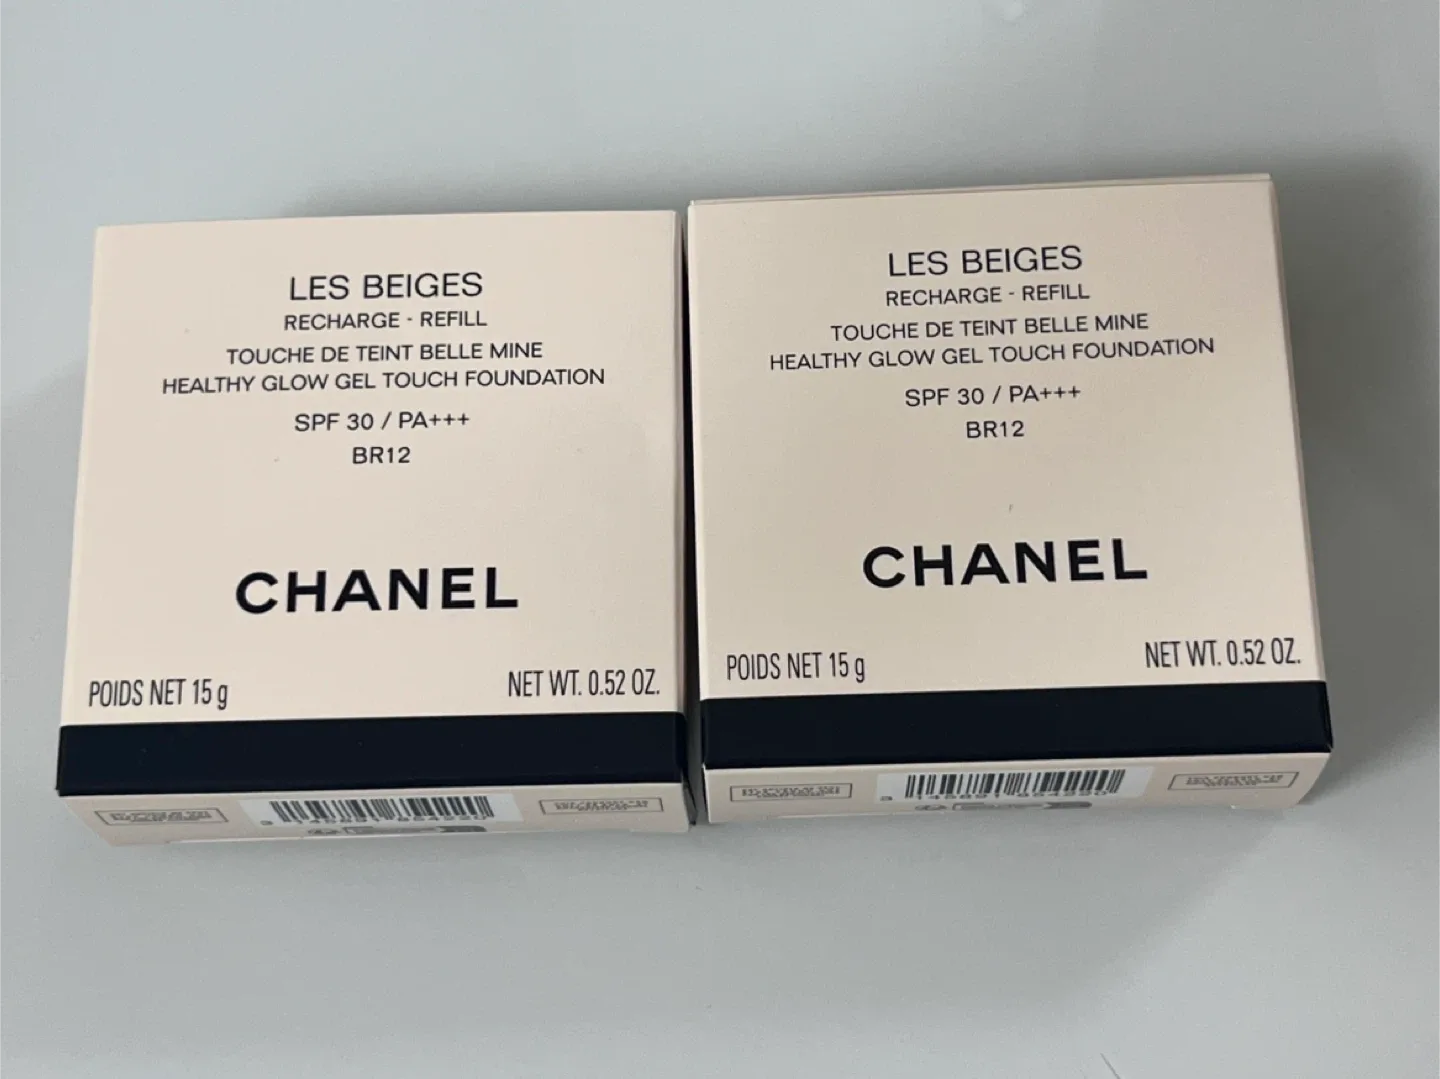 LES BEIGES
RECHARGE - REFILL
TOUCHE DE TEINT BELLE MINE
HEALTHY GLOW GEL TOUCH FOUNDATION
SPF 30 / PA+++
BR12
CHANEL
POIDS NET 15 g
NET WT. 0.52 OZ.
LES BEIGES
RECHARGE - REFILL
TOUCHE DE TEINT BELLE MINE
HEALTHY GLOW GEL TOUCH FOUNDATION
SPF 30 / PA+++
BR12
CHANEL
POIDS NET 15 g
NET WT. 0.52 OZ.